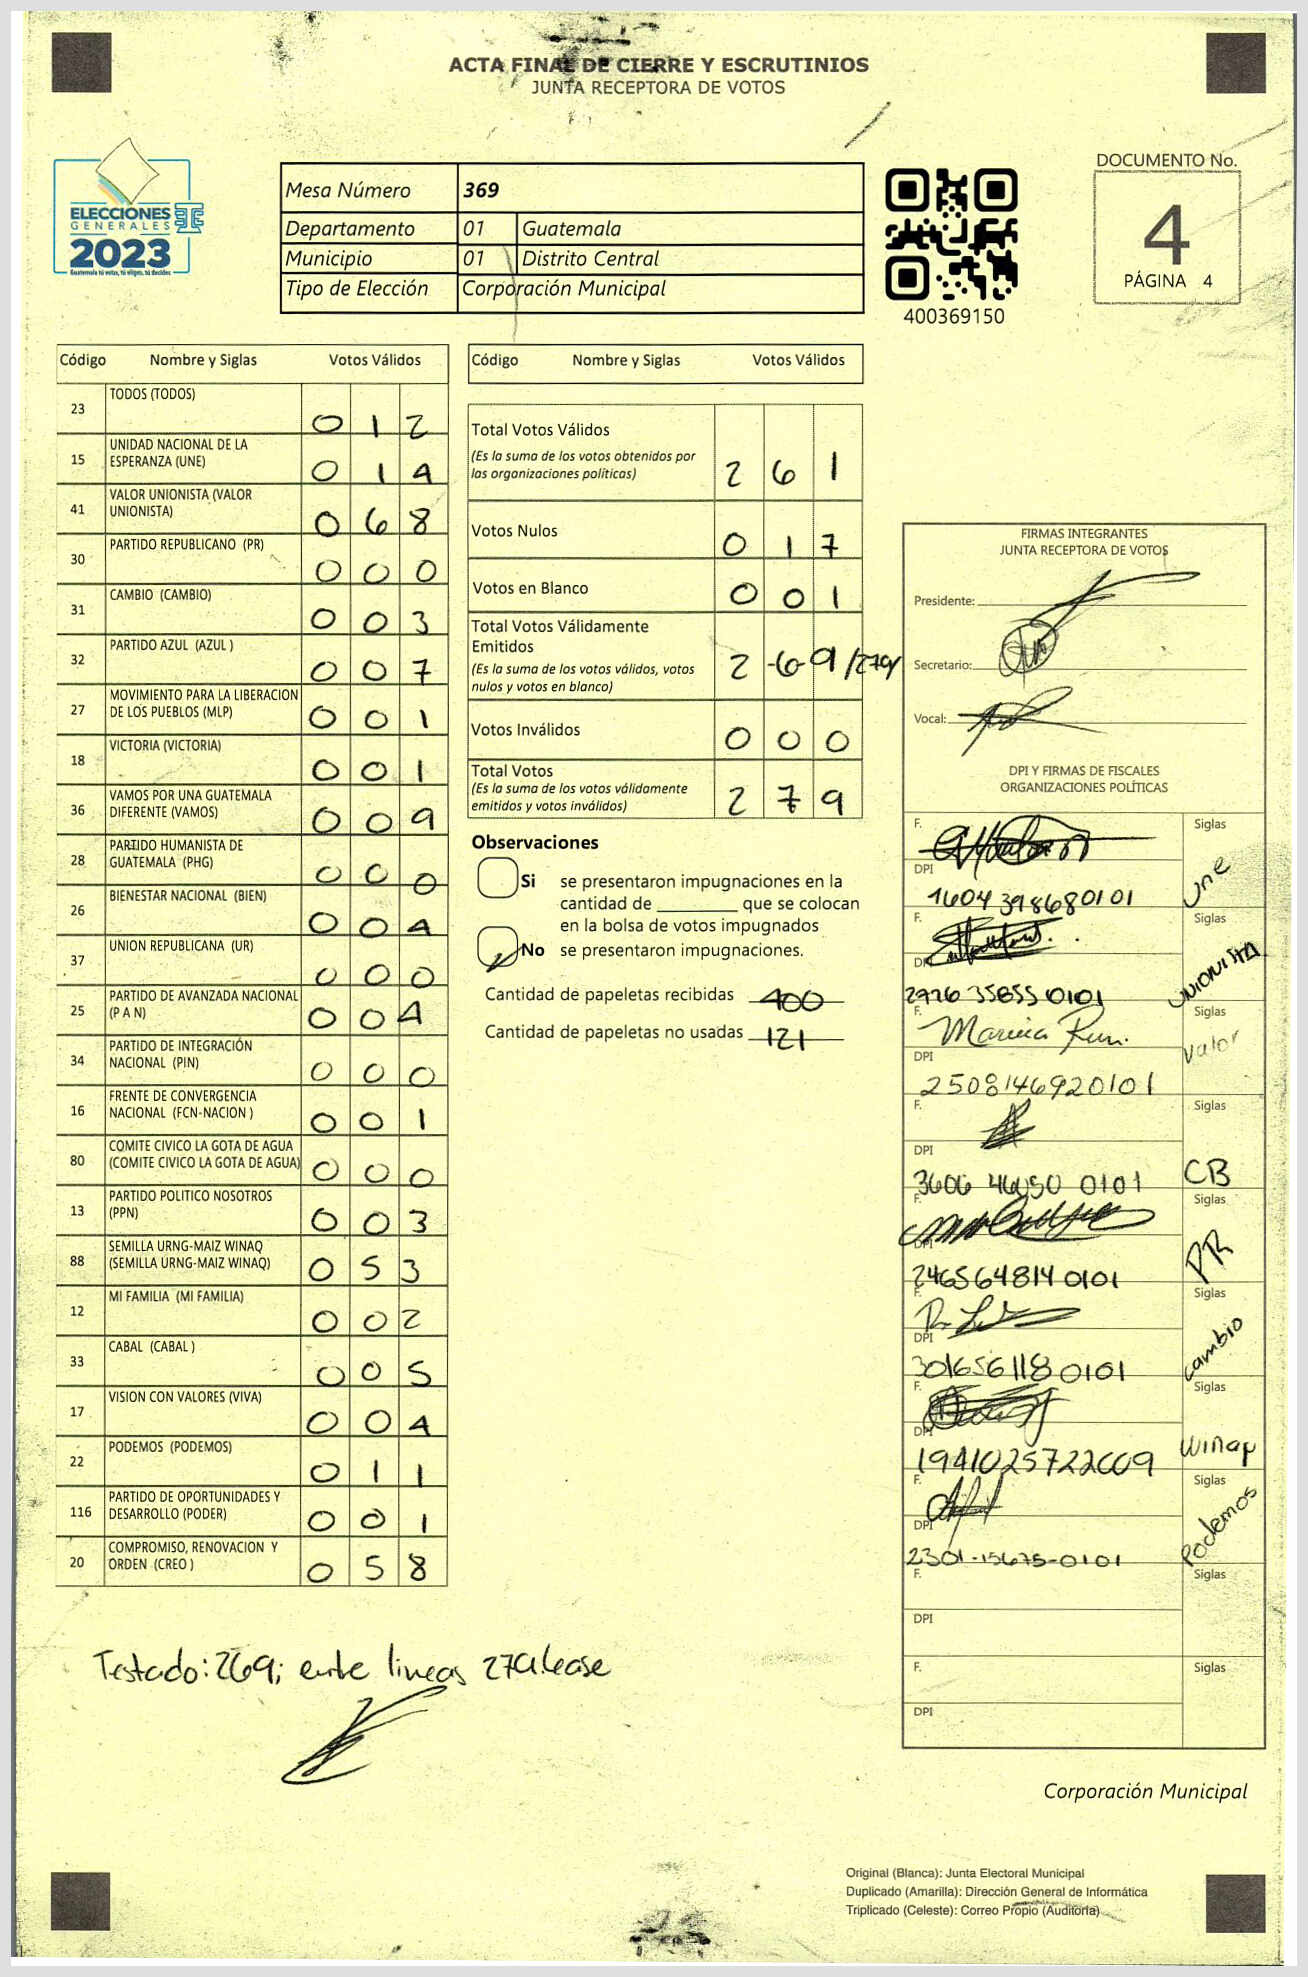 ACTA FINAL DE CIERRE Y ESCRUTINIOS
JUNTA RECEPTORA DE VOTOS
ELECCIONES
GENERALES
2023
Guatemala tú votas, tú eliges, tú decides
Mesa Número 369
Departamento 01 Guatemala
Municipio 01 Distrito Central
Tipo de Elección Corporación Municipal
400369150
DOCUMENTO No.
4
PÁGINA 4
Código Nombre y Siglas Votos Válidos
23 TODOS (TODOS) 0 1 2
15 UNIDAD NACIONAL DE LA ESPERANZA (UNE) 0 1 4
41 VALOR UNIONISTA (VALOR UNIONISTA) 0 6 8
30 PARTIDO REPUBLICANO (PR) 0 0 0
31 CAMBIO (CAMBIO) 0 0 3
32 PARTIDO AZUL (AZUL ) 0 0 7
27 MOVIMIENTO PARA LA LIBERACION DE LOS PUEBLOS (MLP) 0 0 1
18 VICTORIA (VICTORIA) 0 0 1
36 VAMOS POR UNA GUATEMALA DIFERENTE (VAMOS) 0 0 9
28 PARTIDO HUMANISTA DE GUATEMALA (PHG) 0 0 0
26 BIENESTAR NACIONAL (BIEN) 0 0 4
37 UNION REPUBLICANA (UR) 0 0 0
25 PARTIDO DE AVANZADA NACIONAL (P A N) 0 0 4
34 PARTIDO DE INTEGRACIÓN NACIONAL (PIN) 0 0 0
16 FRENTE DE CONVERGENCIA NACIONAL (FCN-NACION ) 0 0 1
80 COMITE CIVICO LA GOTA DE AGUA (COMITE CIVICO LA GOTA DE AGUA) 0 0 0
13 PARTIDO POLITICO NOSOTROS (PPN) 0 0 3
88 SEMILLA URNG-MAIZ WINAQ (SEMILLA URNG-MAIZ WINAQ) 0 5 3
12 MI FAMILIA (MI FAMILIA) 0 0 2
33 CABAL (CABAL ) 0 0 5
17 VISION CON VALORES (VIVA) 0 0 4
22 PODEMOS (PODEMOS) 0 1 1
116 PARTIDO DE OPORTUNIDADES Y DESARROLLO (PODER) 0 0 1
20 COMPROMISO, RENOVACION Y ORDEN (CREO ) 0 5 8
Código Nombre y Siglas Votos Válidos
Total Votos Válidos 2 6 1
(Es la suma de los votos obtenidos por
las organizaciones políticas)
Votos Nulos 0 1 7
Votos en Blanco 0 0 1
Total Votos Válidamente
Emitidos 2 -6-9 /279/
(Es la suma de los votos válidos, votos
nulos y votos en blanco)
Votos Inválidos 0 0 0
Total Votos 2 7 9
(Es la suma de los votos válidamente
emitidos y votos inválidos)
Observaciones
Si se presentaron impugnaciones en la
cantidad de ________ que se colocan
en la bolsa de votos impugnados
No se presentaron impugnaciones.
Cantidad de papeletas recibidas 400
Cantidad de papeletas no usadas 121
FIRMAS INTEGRANTES
JUNTA RECEPTORA DE VOTOS
Presidente:
Secretario:
Vocal:
DPI Y FIRMAS DE FISCALES
ORGANIZACIONES POLÍTICAS
F. Siglas
DPI Une
1604 39868 0101
F. Siglas
DPI UNIONISTA
2776 35855 0101
F. Siglas
DPI Valor
2508146920101
F. Siglas
DPI CB
3606 0101
F. Siglas
DPI PR
246564814 0101
F. Siglas
DPI cambio
301656118 0101
F. Siglas
DPI Winaq
1941025722009
F. Siglas
DPI Podemos
2301-15675-0101
F. Siglas
DPI
F. Siglas
DPI
Testado: 269; entre lineas 279. lease
Corporación Municipal
Original (Blanca): Junta Electoral Municipal
Duplicado (Amarilla): Dirección General de Informática
Triplicado (Celeste): Correo Propio (Auditoría)